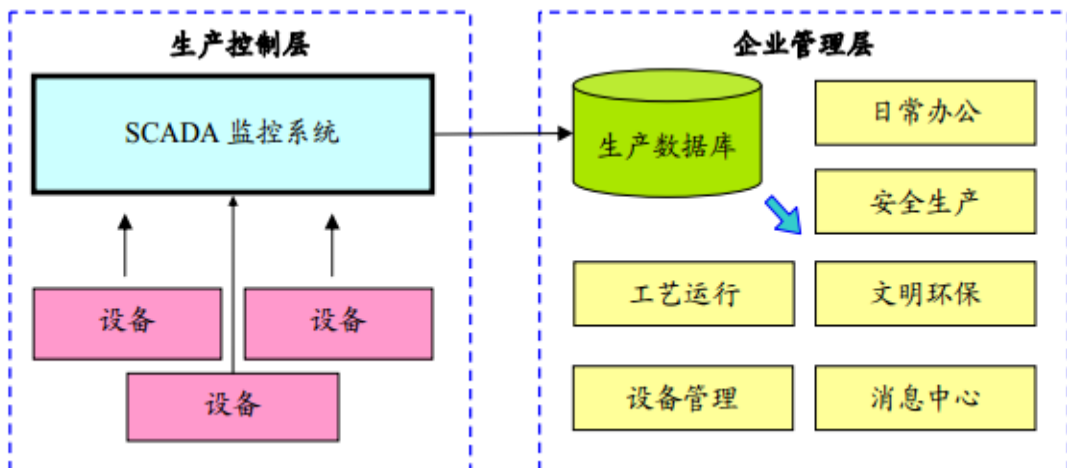 生产控制层
SCADA 监控系统
设备
设备
设备
企业管理层
生产数据库
日常办公
安全生产
工艺运行
文明环保
设备管理
消息中心